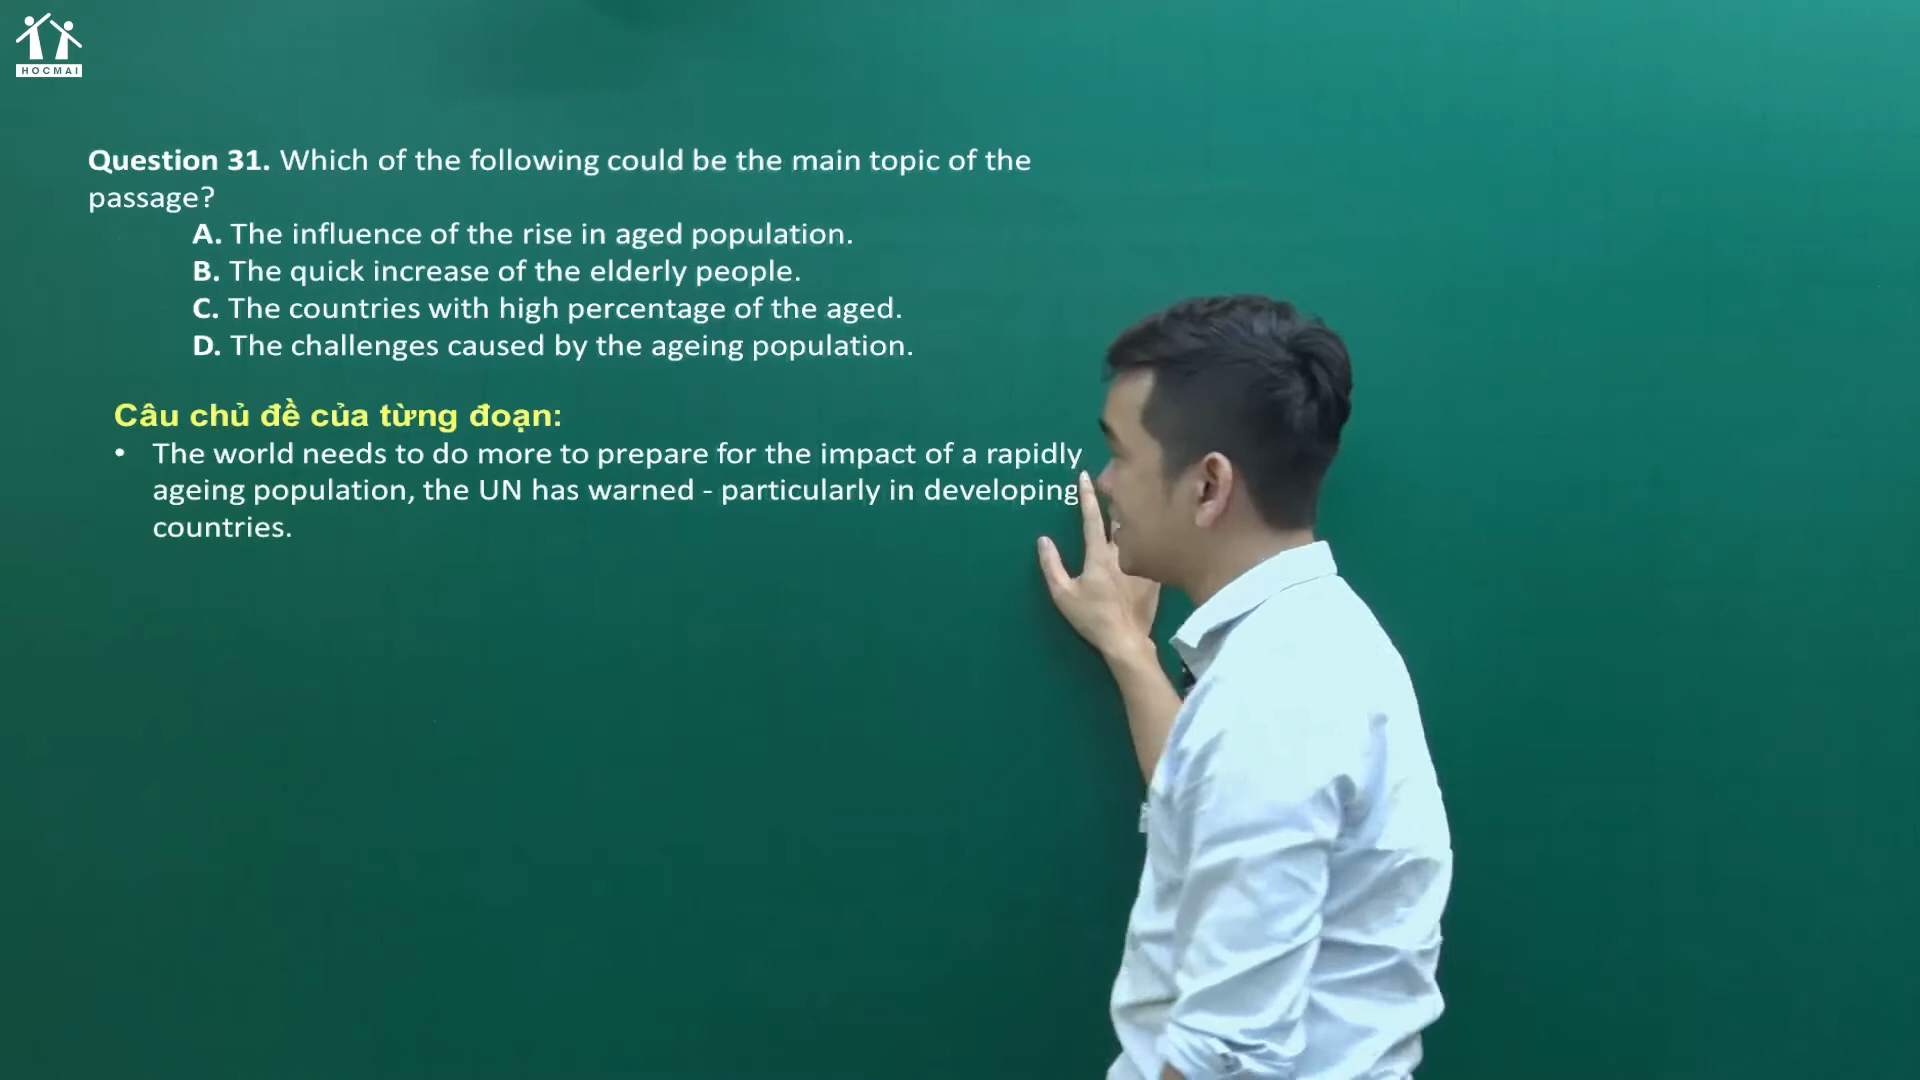 HOCMAI
Question 31. Which of the following could be the main topic of the
passage?
A. The influence of the rise in aged population.
B. The quick increase of the elderly people.
C. The countries with high percentage of the aged.
D. The challenges caused by the ageing population.
Câu chủ đề của từng đoạn:
• The world needs to do more to prepare for the impact of a rapidly
ageing population, the UN has warned - particularly in developing
countries.